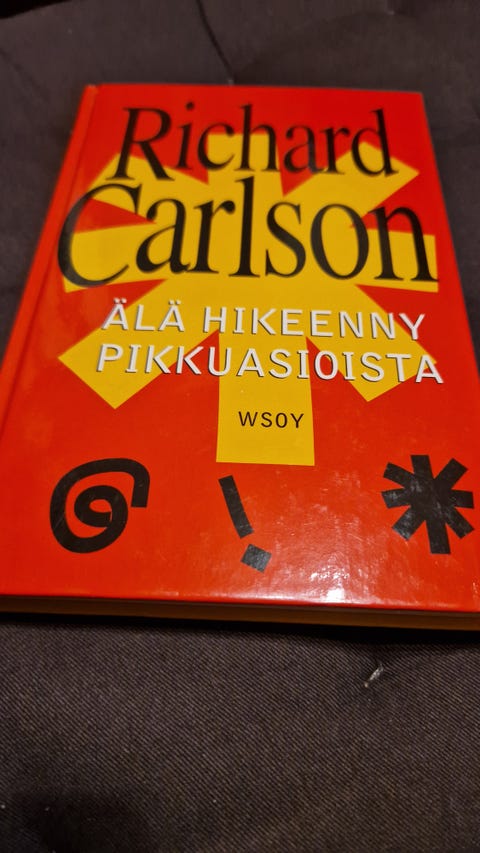 Richard
Carlson
ÄLÄ HIKEENNY
PIKKUASIOISTA
WSOY
@ ! *